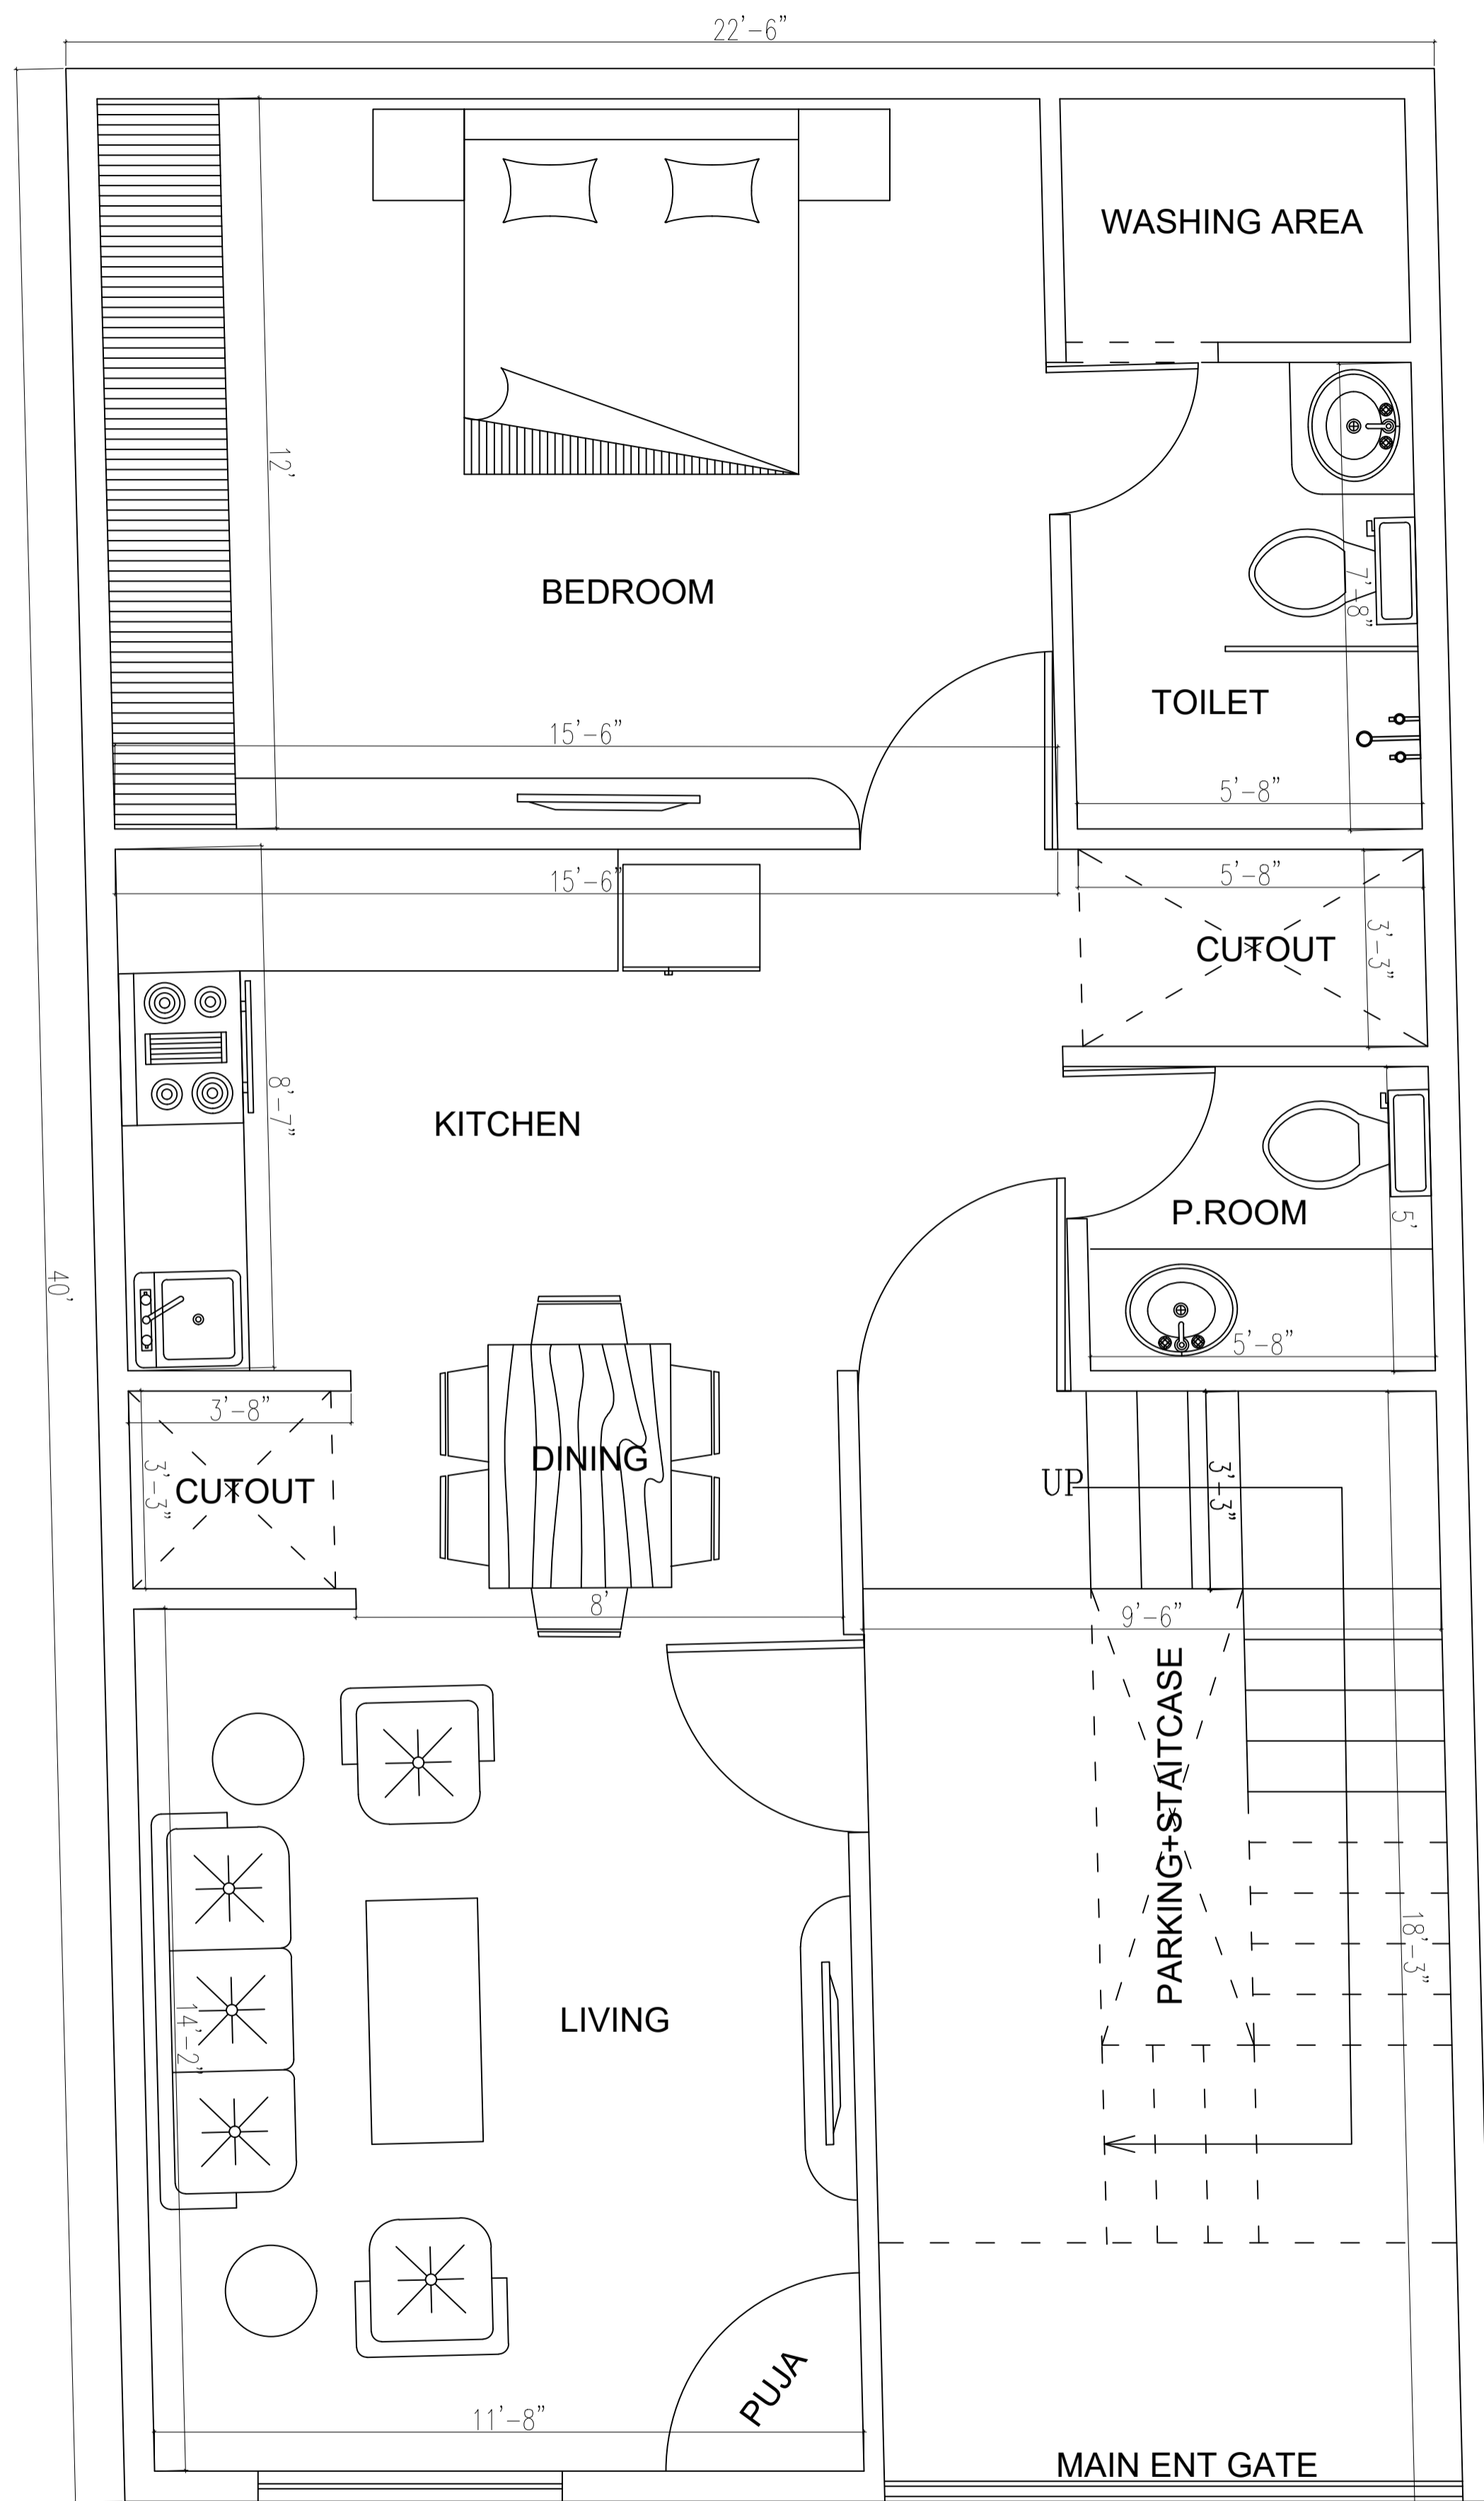 22'-6"
WASHING AREA
12'
BEDROOM
7'-8"
TOILET
15'-6"
5'-8"
15'-6"
5'-8"
CUTOUT
3'-3"
8'-7"
KITCHEN
P.ROOM
5'
40'
5'-8"
3'-8"
CUTOUT
3'-3"
DINING
UP
3'-3"
8'
9'-6"
PARKING+STAITCASE
18'-3"
LIVING
14'-2"
PUJA
11'-8"
MAIN ENT GATE